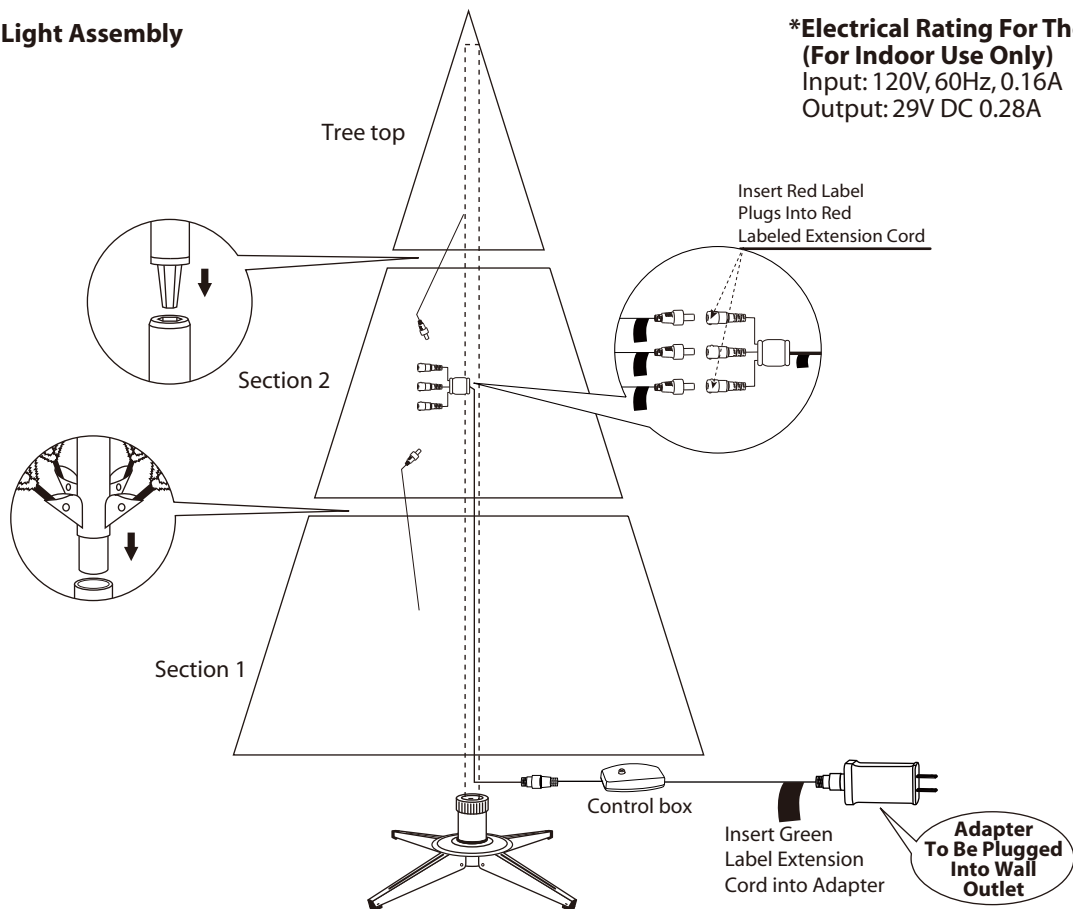 Light Assembly
*Electrical Rating For Th
(For Indoor Use Only)
Input: 120V, 60Hz, 0.16A
Output: 29V DC 0.28A
Tree top
Insert Red Label
Plugs Into Red
Labeled Extension Cord
Section 2
Section 1
Control box
Insert Green
Label Extension
Cord into Adapter
Adapter
To Be Plugged
Into Wall
Outlet